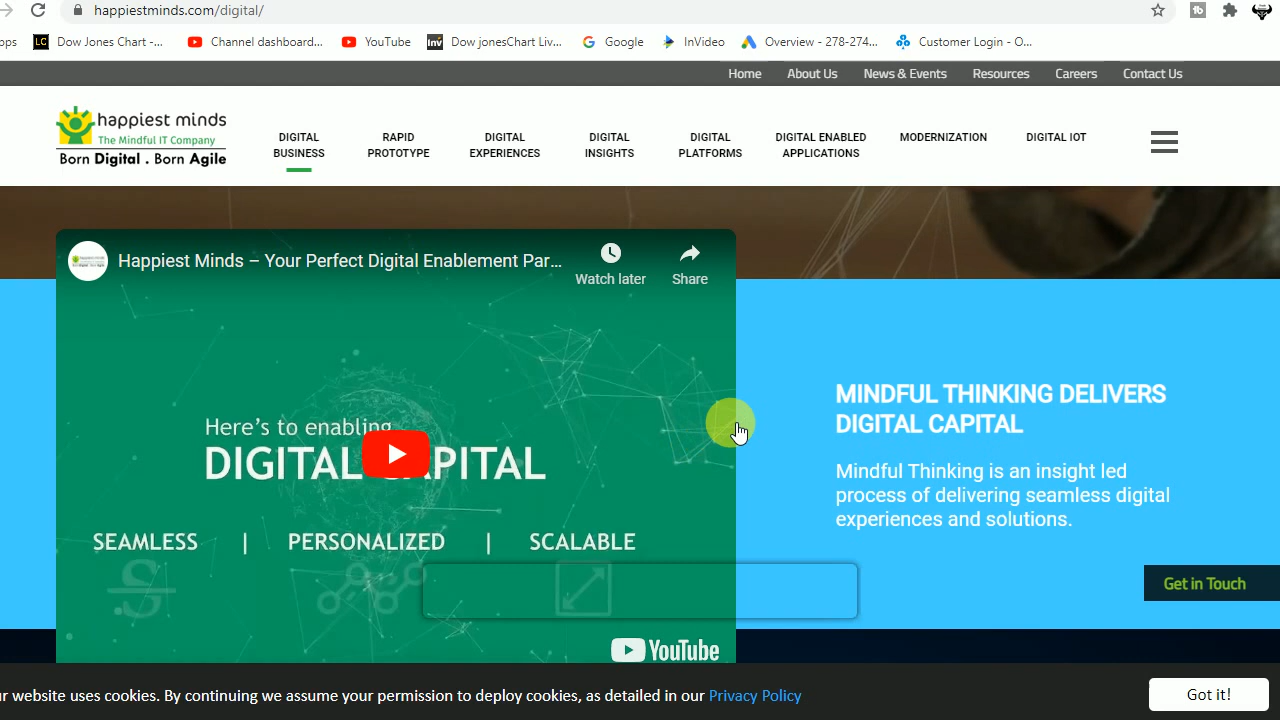 happiestminds.com/digital/
Dow Jones Chart -... Channel dashboard... YouTube Dow jonesChart Liv... Google InVideo Overview - 278-274... Customer Login - O...
Home About Us News & Events Resources Careers Contact Us
happiest minds
The Mindful IT Company
Born Digital . Born Agile
DIGITAL BUSINESS
RAPID PROTOTYPE
DIGITAL EXPERIENCES
DIGITAL INSIGHTS
DIGITAL PLATFORMS
DIGITAL ENABLED APPLICATIONS
MODERNIZATION
DIGITAL IOT
Happiest Minds – Your Perfect Digital Enablement Par...
Watch later
Share
Here's to enabling
SEAMLESS | PERSONALIZED | SCALABLE
YouTube
MINDFUL THINKING DELIVERS
DIGITAL CAPITAL
Mindful Thinking is an insight led
process of delivering seamless digital
experiences and solutions.
Get in Touch
website uses cookies. By continuing we assume your permission to deploy cookies, as detailed in our Privacy Policy
Got it!